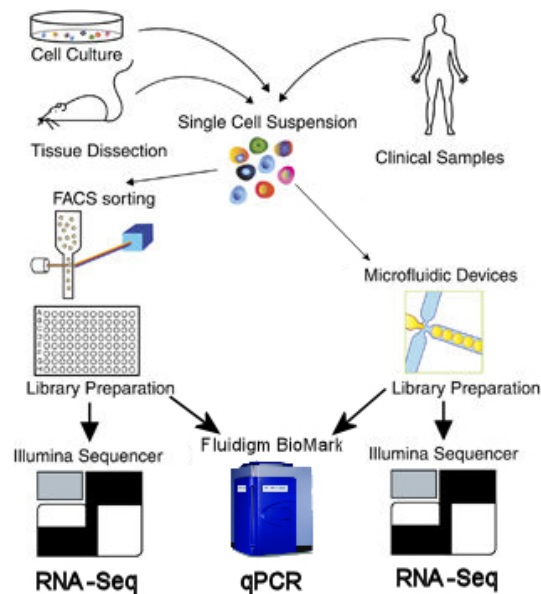 Cell Culture
Single Cell Suspension
Tissue Dissection
Clinical Samples
FACS sorting
Microfluidic Devices
Library Preparation
Library Preparation
Fluidigm BioMark
Illumina Sequencer
Illumina Sequencer
RNA-Seq
qPCR
RNA-Seq